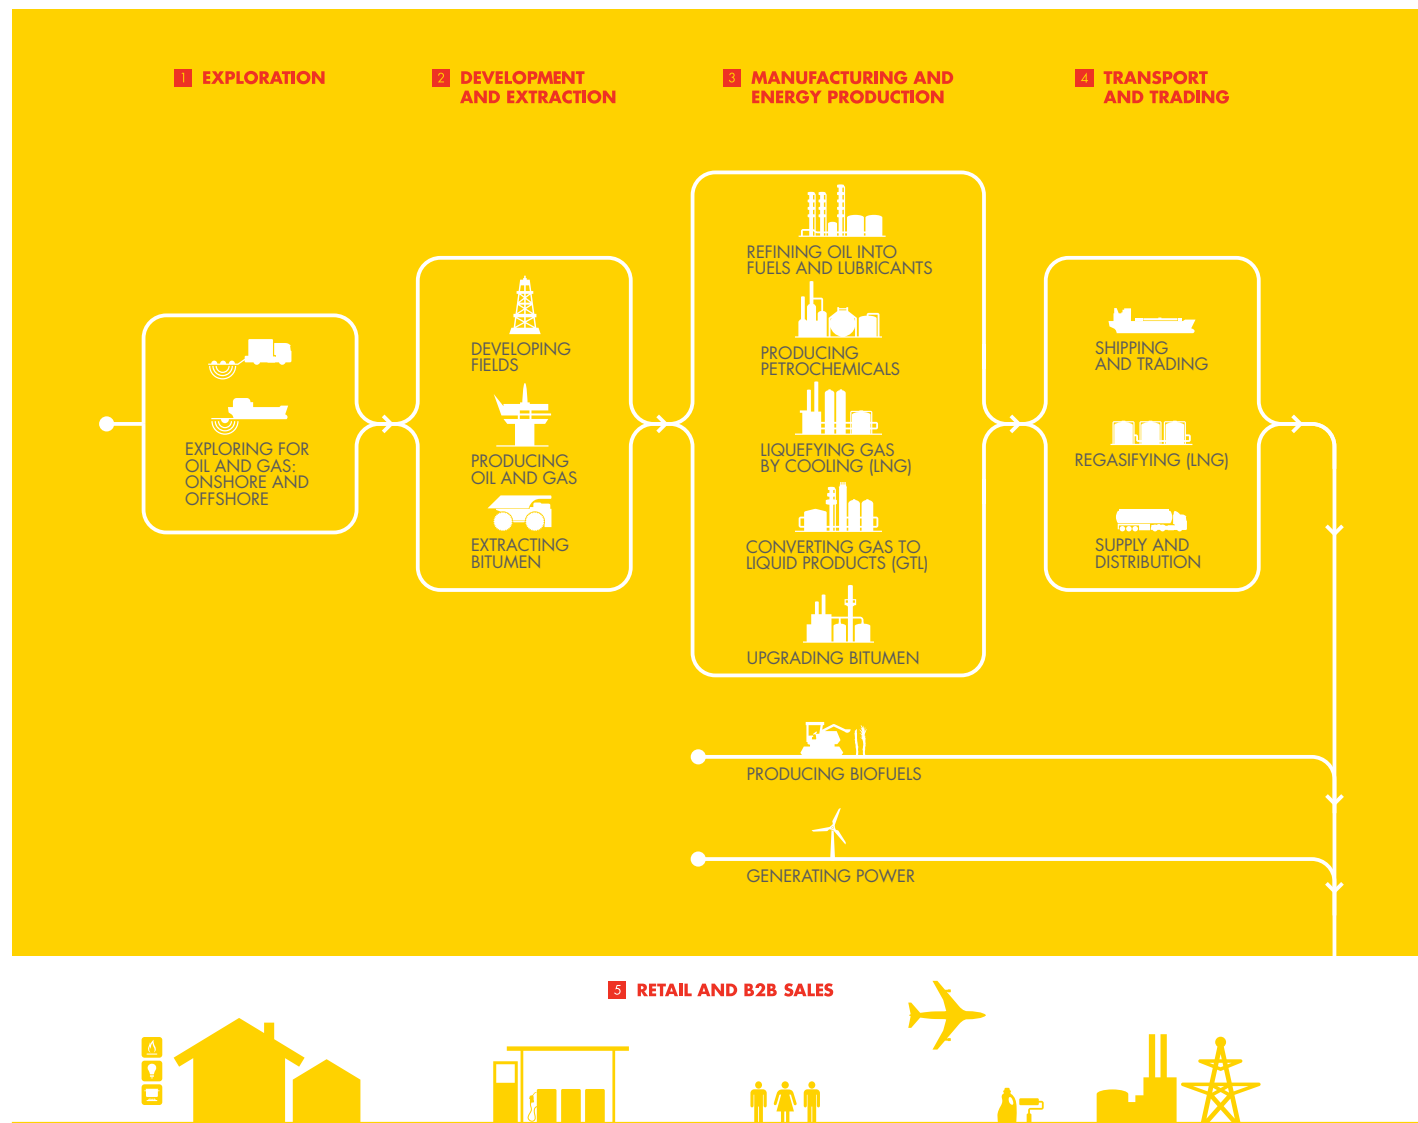 1 EXPLORATION
2 DEVELOPMENT
AND EXTRACTION
3 MANUFACTURING AND
ENERGY PRODUCTION
4 TRANSPORT
AND TRADING
EXPLORING FOR
OIL AND GAS:
ONSHORE AND
OFFSHORE
DEVELOPING
FIELDS
PRODUCING
OIL AND GAS
EXTRACTING
BITUMEN
REFINING OIL INTO
FUELS AND LUBRICANTS
PRODUCING
PETROCHEMICALS
LIQUEFYING GAS
BY COOLING (LNG)
CONVERTING GAS TO
LIQUID PRODUCTS (GTL)
UPGRADING BITUMEN
SHIPPING
AND TRADING
REGASIFYING (LNG)
SUPPLY AND
DISTRIBUTION
PRODUCING BIOFUELS
GENERATING POWER
5 RETAIL AND B2B SALES